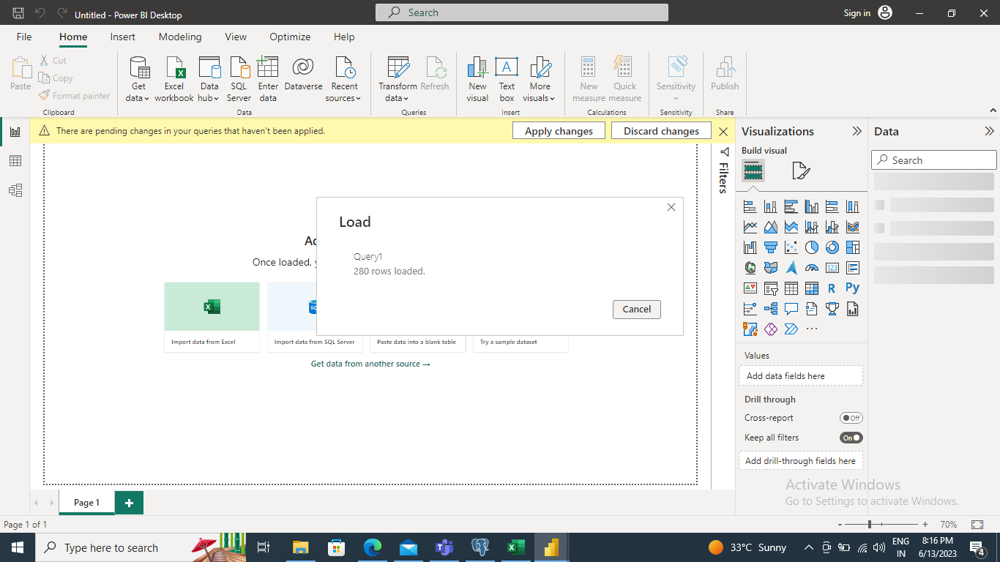 Untitled - Power BI Desktop
Search
Sign in
File Home Insert Modeling View Optimize Help
Paste
Cut
Copy
Format painter
Clipboard
Get data
Excel workbook
Data hub
SQL Server
Enter data
Dataverse
Recent sources
Data
Transform data
Refresh
Queries
New visual
Text box
More visuals
Insert
New measure
Quick measure
Calculations
Sensitivity
Sensitivity
Publish
Share
There are pending changes in your queries that haven't been applied.
Apply changes
Discard changes
Filters
Load
Query1
280 rows loaded.
Cancel
Once loaded,
Import data from Excel
Import data from SQL Server
Paste data into a blank table
Try a sample dataset
Get data from another source →
Visualizations
Build visual
123
R
Py
Values
Add data fields here
Drill through
Cross-report
Off
Keep all filters
On
Add drill-through fields here
Data
Search
Activate Windows
Go to Settings to activate Windows.
Page 1
Page 1 of 1
- + 70%
Type here to search
33°C Sunny
ENG
IN
8:16 PM
6/13/2023
4